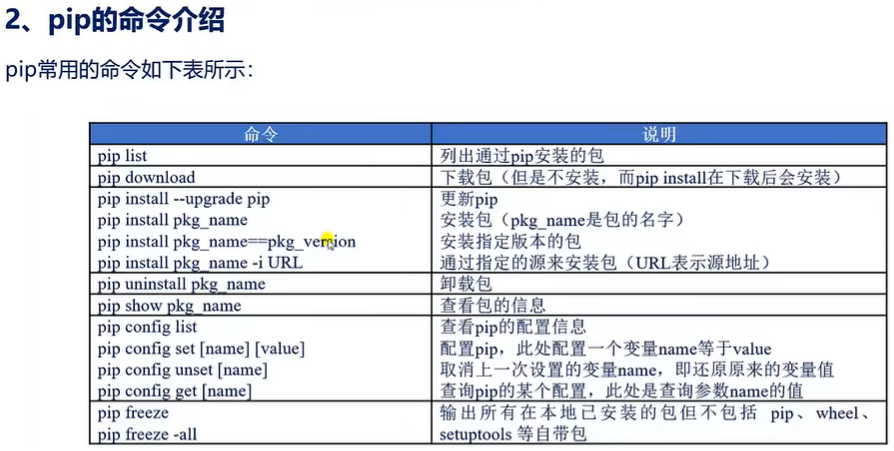 2、pip的命令介绍
pip常用的命令如下表所示：
命令 说明
pip list 列出通过pip安装的包
pip download 下载包（但是不安装，而pip install在下载后会安装）
pip install --upgrade pip 更新pip
pip install pkg_name 安装包（pkg_name是包的名字）
pip install pkg_name==pkg_version 安装指定版本的包
pip install pkg_name -i URL 通过指定的源来安装包（URL表示源地址）
pip uninstall pkg_name 卸载包
pip show pkg_name 查看包的信息
pip config list 查看pip的配置信息
pip config set [name] [value] 配置pip，此处配置一个变量name等于value
pip config unset [name] 取消上一次设置的变量name，即还原原来的变量值
pip config get [name] 查询pip的某个配置，此处是查询参数name的值
pip freeze 输出所有在本地已安装的包但不包括 pip、wheel、
pip freeze -all setuptools 等自带包